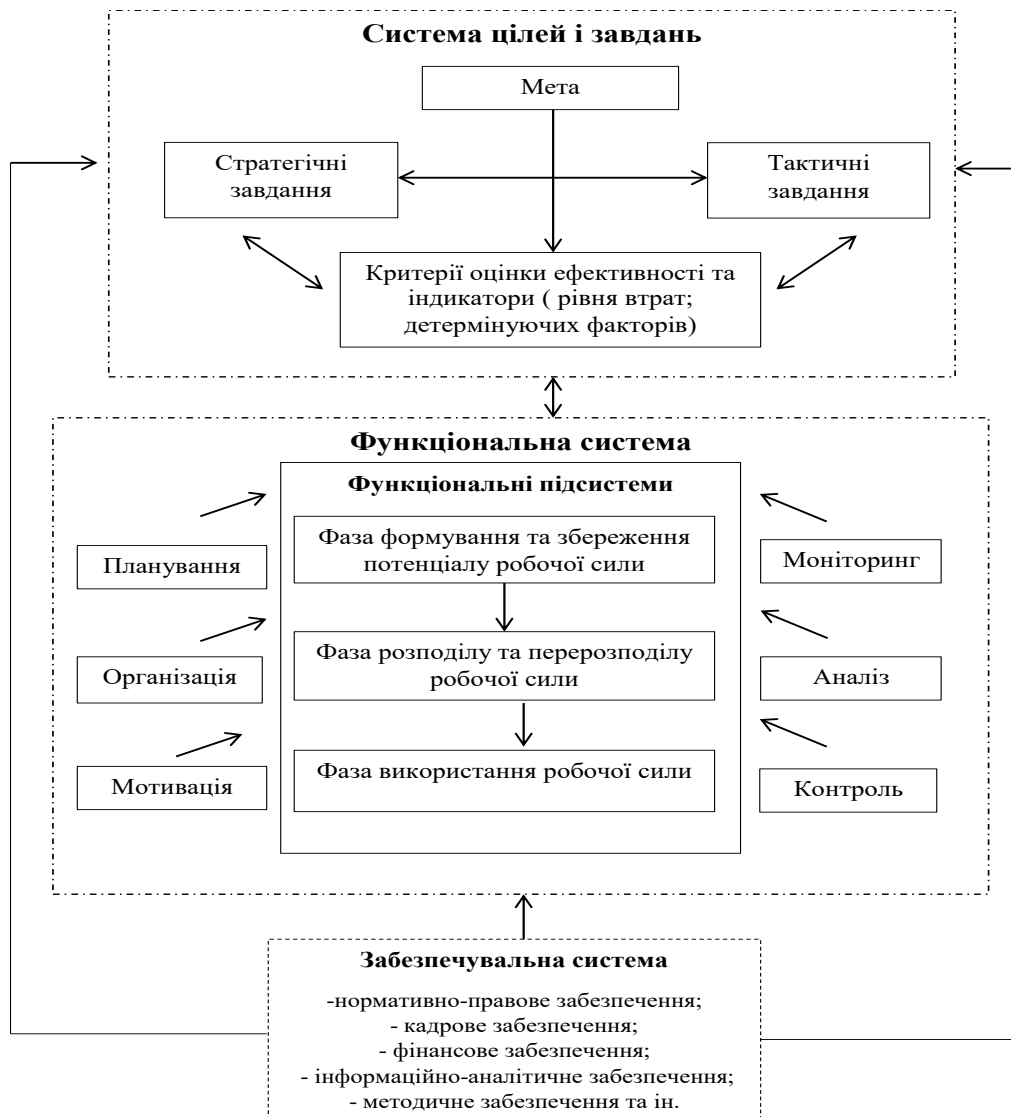 Система цілей і завдань
Мета
Стратегічні
завдання
Тактичні
завдання
Критерії оцінки ефективності та
індикатори ( рівня втрат;
детермінуючих факторів)
Функціональна система
Функціональні підсистеми
Фаза формування та збереження
потенціалу робочої сили
Планування
Моніторинг
Фаза розподілу та перерозподілу
робочої сили
Організація
Аналіз
Фаза використання робочої сили
Мотивація
Контроль
Забезпечувальна система
-нормативно-правове забезпечення;
- кадрове забезпечення;
- фінансове забезпечення;
- інформаційно-аналітичне забезпечення;
- методичне забезпечення та ін.